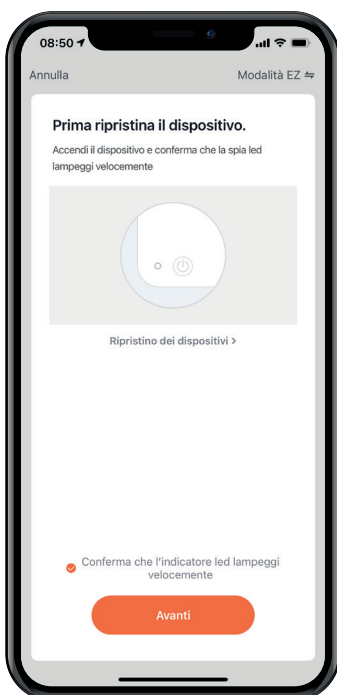 08:50
Annulla
Modalità EZ
Prima ripristina il dispositivo.
Accendi il dispositivo e conferma che la spia led
lampeggi velocemente
Ripristino dei dispositivi >
Conferma che l'indicatore led lampeggi
velocemente
Avanti